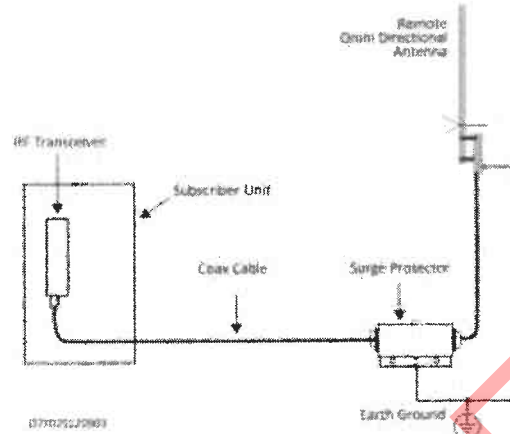 Remote
Omni Directional
Antenna
RF Transceiver
Subscriber Unit
Coax Cable
Surge Protector
Earth Ground